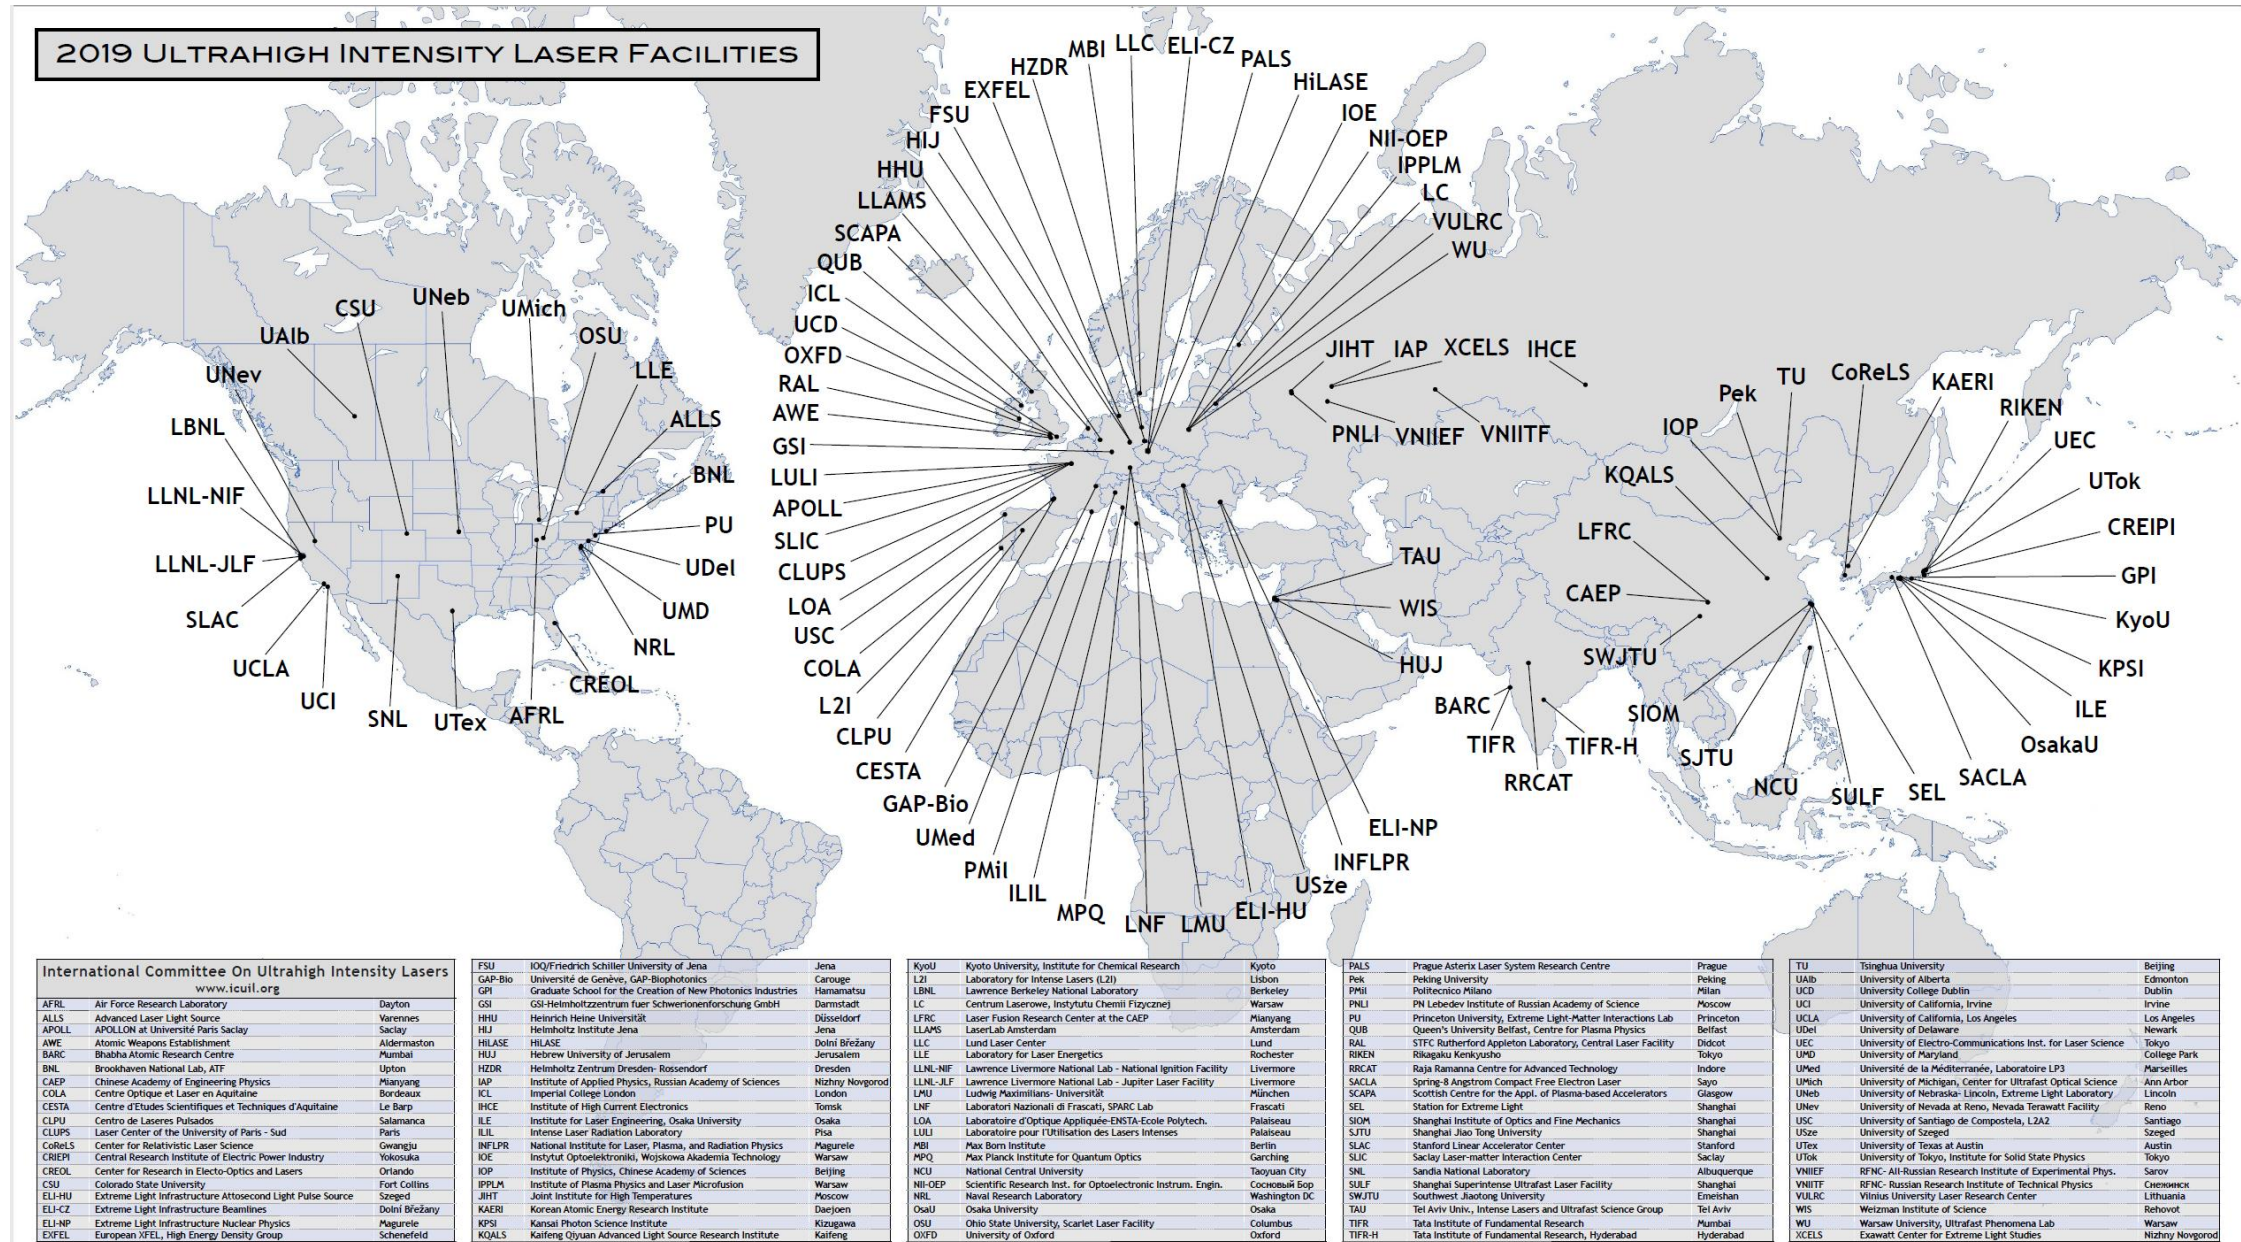 2019 ULTRAHIGH INTENSITY LASER FACILITIES
LLC
ELI-CZ
MBI
PALS
HZDR
HiLASE
EXFEL
IOE
FSU
NII-OEP
HIJ
IPPLM
HHU
LC
LLAMS
VULRC
SCAPA
WU
QUB
ICL
UCD
OXFD
RAL
AWE
GSI
LULI
APOLL
SLIC
CLUPS
LOA
USC
COLA
L2I
CLPU
CESTA
GAP-Bio
UMed
PMil
ILIL
MPQ
LNF
LMU
ELI-HU
USze
INFLPR
ELI-NP
UAlb
CSU
UNeb
UMich
OSU
LLE
UNev
ALLS
LBNL
BNL
LLNL-NIF
PU
LLNL-JLF
UDel
SLAC
UMD
UCLA
NRL
UCI
CREOL
SNL
UTex
AFRL
JIHT
IAP
XCELS
IHCE
PNLI
VNIIEF
VNIITF
TAU
WIS
HUJ
Pek
TU
CoReLS
KAERI
IOP
RIKEN
KQALS
UEC
LFRC
UTok
CAEP
CREIPI
SWJTU
GPI
BARC
KyoU
TIFR
KPSI
TIFR-H
ILE
RRCAT
OsakaU
SIOM
SACLA
SJTU
NCU
SULF
SEL
International Committee On Ultrahigh Intensity Lasers
www.icuil.org
AFRL Air Force Research Laboratory Dayton
ALLS Advanced Laser Light Source Varennes
APOLL APOLLON at Université Paris Saclay Saclay
AWE Atomic Weapons Establishment Aldermaston
BARC Bhabha Atomic Research Centre Mumbai
BNL Brookhaven National Lab, ATF Upton
CAEP Chinese Academy of Engineering Physics Mianyang
COLA Centre Optique et Laser en Aquitaine Bordeaux
CESTA Centre d'Etudes Scientifiques et Techniques d'Aquitaine Le Barp
CLPU Centro de Laseres Pulsados Salamanca
CLUPS Laser Center of the University of Paris - Sud Paris
CoReLS Center for Relativistic Laser Science Gwangju
CRIEPI Central Research Institute of Electric Power Industry Yokosuka
CREOL Center for Research in Electo-Optics and Lasers Orlando
CSU Colorado State University Fort Collins
ELI-HU Extreme Light Infrastructure Attosecond Light Pulse Source Szeged
ELI-CZ Extreme Light Infrastructure Beamlines Dolní Břežany
ELI-NP Extreme Light Infrastructure Nuclear Physics Magurele
EXFEL European XFEL, High Energy Density Group Schenefeld
FSU IOQ/Friedrich Schiller University of Jena Jena
GAP-Bio Université de Genève, GAP-Biophotonics Carouge
GPI Graduate School for the Creation of New Photonics Industries Hamamatsu
GSI GSI-Helmholtzzentrum fuer Schwerionenforschung GmbH Darmstadt
HHU Heinrich Heine Universität Düsseldorf
HIJ Helmholtz Institute Jena Jena
HiLASE HiLASE Dolní Břežany
HUJ Hebrew University of Jerusalem Jerusalem
HZDR Helmholtz Zentrum Dresden- Rossendorf Dresden
IAP Institute of Applied Physics, Russian Academy of Sciences Nizhny Novgorod
ICL Imperial College London London
IHCE Institute of High Current Electronics Tomsk
ILE Institute for Laser Engineering, Osaka University Osaka
ILIL Intense Laser Radiation Laboratory Pisa
INFLPR National Institute for Laser, Plasma, and Radiation Physics Magurele
IOE Instytut Optoelektroniki, Wojskowa Akademia Technology Warsaw
IOP Institute of Physics, Chinese Academy of Sciences Beijing
IPPLM Institute of Plasma Physics and Laser Microfusion Warsaw
JIHT Joint Institute for High Temperatures Moscow
KAERI Korean Atomic Energy Research Institute Daejoen
KPSI Kansai Photon Science Institute Kizugawa
KQALS Kaifeng Qiyuan Advanced Light Source Research Institute Kaifeng
KyoU Kyoto University, Institute for Chemical Research Kyoto
L2I Laboratory for Intense Lasers (L2I) Lisbon
LBNL Lawrence Berkeley National Laboratory Berkeley
LC Centrum Laserowe, Instytutu Chemii Fizycznej Warsaw
LFRC Laser Fusion Research Center at the CAEP Mianyang
LLAMS LaserLab Amsterdam Amsterdam
LLC Lund Laser Center Lund
LLE Laboratory for Laser Energetics Rochester
LLNL-NIF Lawrence Livermore National Lab - National Ignition Facility Livermore
LLNL-JLF Lawrence Livermore National Lab - Jupiter Laser Facility Livermore
LMU Ludwig Maximilians- Universität München
LNF Laboratori Nazionali di Frascati, SPARC Lab Frascati
LOA Laboratoire d'Optique Appliquée-ENSTA-Ecole Polytech. Palaiseau
LULI Laboratoire pour l'Utilisation des Lasers Intenses Palaiseau
MBI Max Born Institute Berlin
MPQ Max Planck Institute for Quantum Optics Garching
NCU National Central University Taoyuan City
NII-OEP Scientific Research Inst. for Optoelectronic Instrum. Engin. Сосновый Бор
NRL Naval Research Laboratory Washington DC
OsaU Osaka University Osaka
OSU Ohio State University, Scarlet Laser Facility Columbus
OXFD University of Oxford Oxford
PALS Prague Asterix Laser System Research Centre Prague
Pek Peking University Peking
PMil Politecnico Milano Milan
PNLI PN Lebedev Institute of Russian Academy of Science Moscow
PU Princeton University, Extreme Light-Matter Interactions Lab Princeton
QUB Queen's University Belfast, Centre for Plasma Physics Belfast
RAL STFC Rutherford Appleton Laboratory, Central Laser Facility Didcot
RIKEN Rikagaku Kenkyusho Tokyo
RRCAT Raja Ramanna Centre for Advanced Technology Indore
SACLA Spring-8 Angstrom Compact Free Electron Laser Sayo
SCAPA Scottish Centre for the Appl. of Plasma-based Accelerators Glasgow
SEL Station for Extreme Light Shanghai
SIOM Shanghai Institute of Optics and Fine Mechanics Shanghai
SJTU Shanghai Jiao Tong University Shanghai
SLAC Stanford Linear Accelerator Center Stanford
SLIC Saclay Laser-matter Interaction Center Saclay
SNL Sandia National Laboratory Albuquerque
SULF Shanghai Superintense Ultrafast Laser Facility Shanghai
SWJTU Southwest Jiaotong University Emeishan
TAU Tel Aviv Univ., Intense Lasers and Ultrafast Science Group Tel Aviv
TIFR Tata Institute of Fundamental Research Mumbai
TIFR-H Tata Institute of Fundamental Research, Hyderabad Hyderabad
TU Tsinghua University Beijing
UAlb University of Alberta Edmonton
UCD University College Dublin Dublin
UCI University of California, Irvine Irvine
UCLA University of California, Los Angeles Los Angeles
UDel University of Delaware Newark
UEC University of Electro-Communications Inst. for Laser Science Tokyo
UMD University of Maryland College Park
UMed Université de la Méditerranée, Laboratoire LP3 Marseilles
UMich University of Michigan, Center for Ultrafast Optical Science Ann Arbor
UNeb University of Nebraska- Lincoln, Extreme Light Laboratory Lincoln
UNev University of Nevada at Reno, Nevada Terawatt Facility Reno
USC University of Santiago de Compostela, L2A2 Santiago
USze University of Szeged Szeged
UTex University of Texas at Austin Austin
UTok University of Tokyo, Institute for Solid State Physics Tokyo
VNIIEF RFNC- All-Russian Research Institute of Experimental Phys. Sarov
VNIITF RFNC- Russian Research Institute of Technical Physics Снежинск
VULRC Vilnius University Laser Research Center Lithuania
WIS Weizman Institute of Science Rehovot
WU Warsaw University, Ultrafast Phenomena Lab Warsaw
XCELS Exawatt Center for Extreme Light Studies Nizhny Novgorod